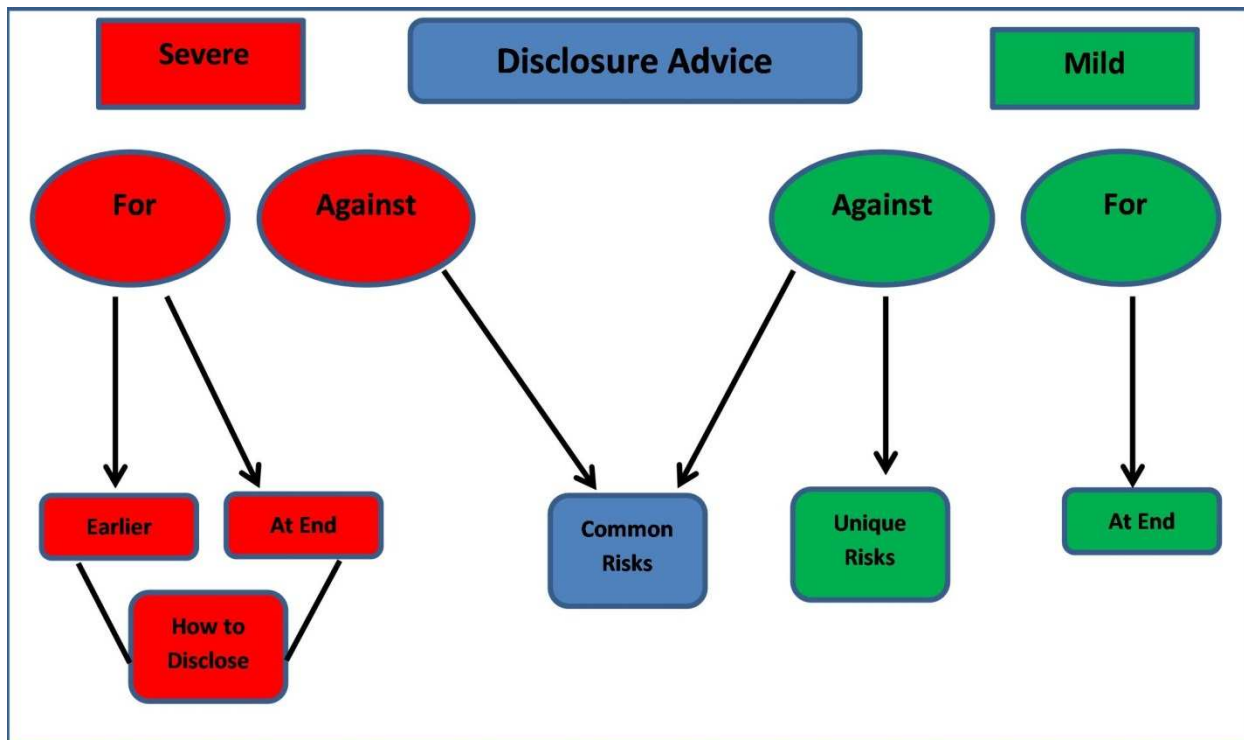 Severe
Disclosure Advice
Mild
For
Against
Against
For
Earlier
At End
Common
Risks
Unique
Risks
At End
How to
Disclose